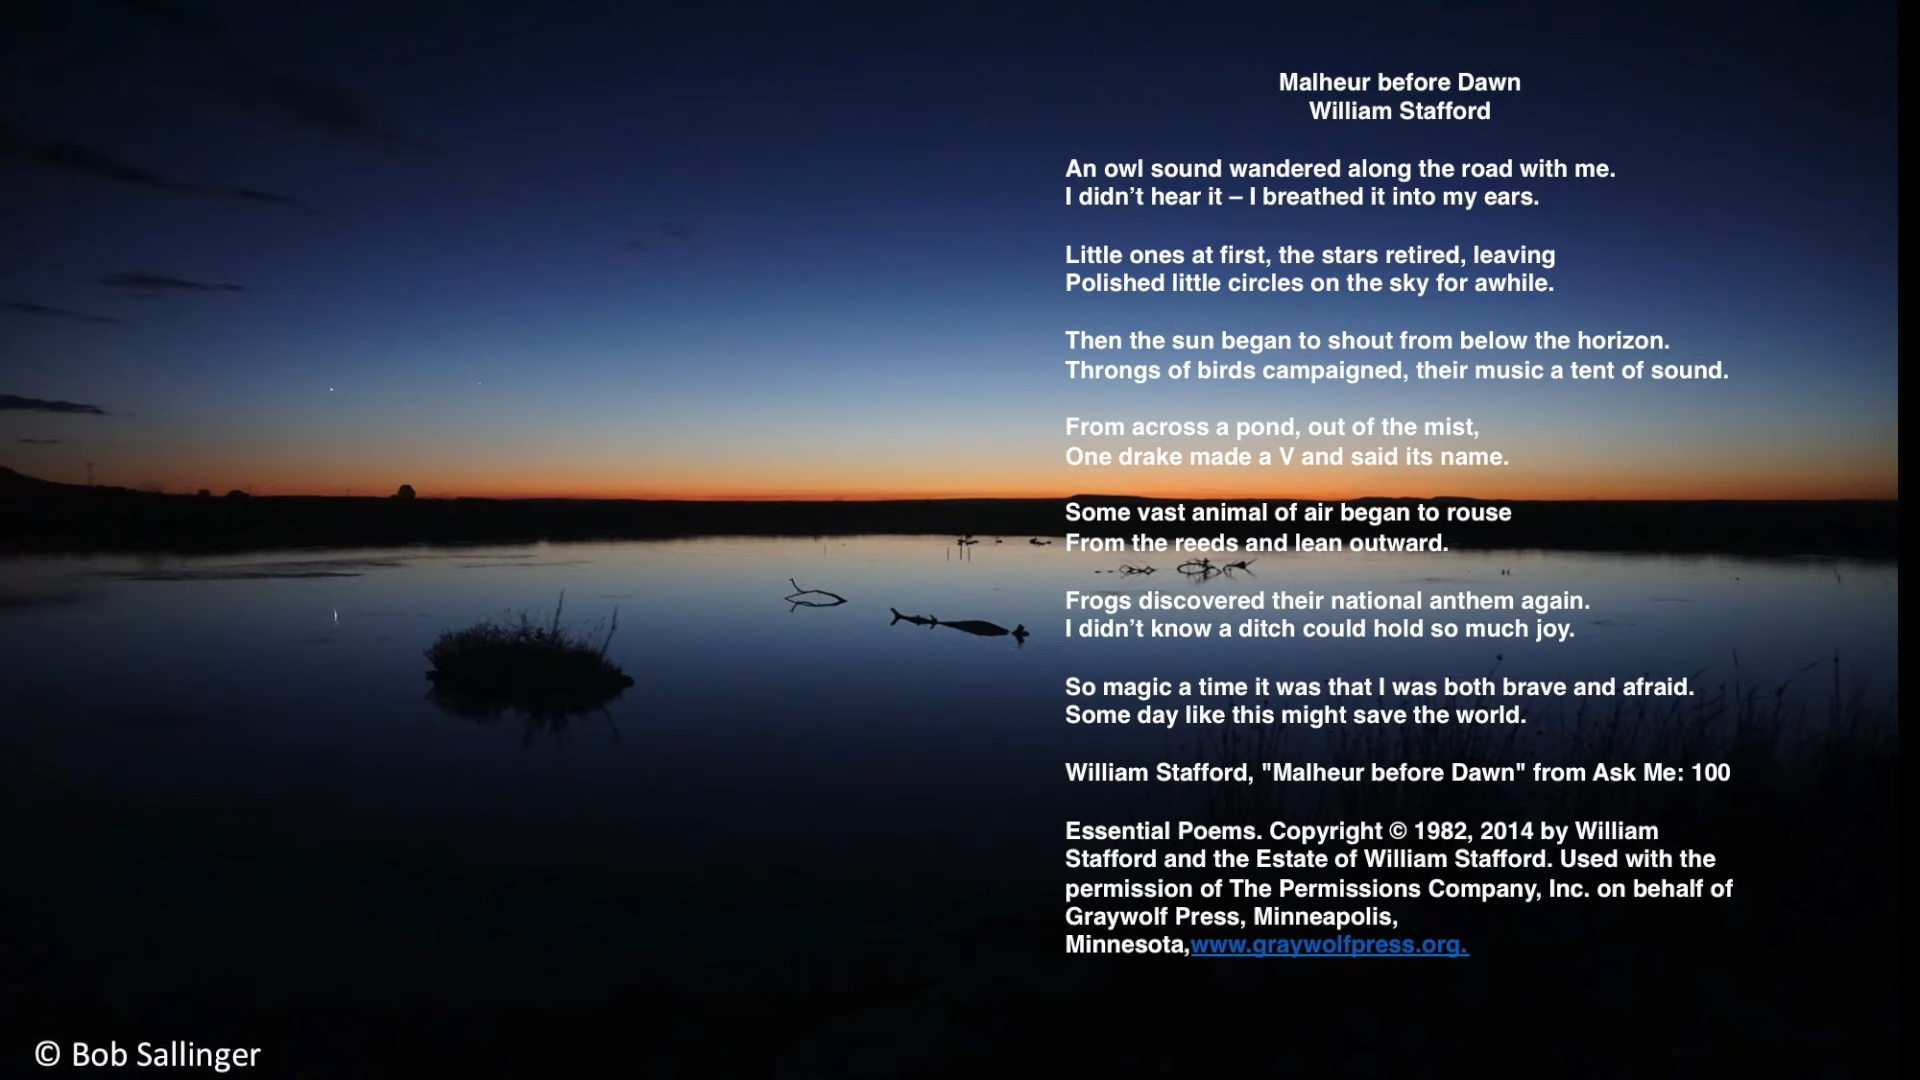 Malheur before Dawn
William Stafford
An owl sound wandered along the road with me.
I didn’t hear it – I breathed it into my ears.
Little ones at first, the stars retired, leaving
Polished little circles on the sky for awhile.
Then the sun began to shout from below the horizon.
Throngs of birds campaigned, their music a tent of sound.
From across a pond, out of the mist,
One drake made a V and said its name.
Some vast animal of air began to rouse
From the reeds and lean outward.
Frogs discovered their national anthem again.
I didn’t know a ditch could hold so much joy.
So magic a time it was that I was both brave and afraid.
Some day like this might save the world.
William Stafford, "Malheur before Dawn" from Ask Me: 100
Essential Poems. Copyright © 1982, 2014 by William
Stafford and the Estate of William Stafford. Used with the
permission of The Permissions Company, Inc. on behalf of
Graywolf Press, Minneapolis,
Minnesota,www.graywolfpress.org.
© Bob Sallinger